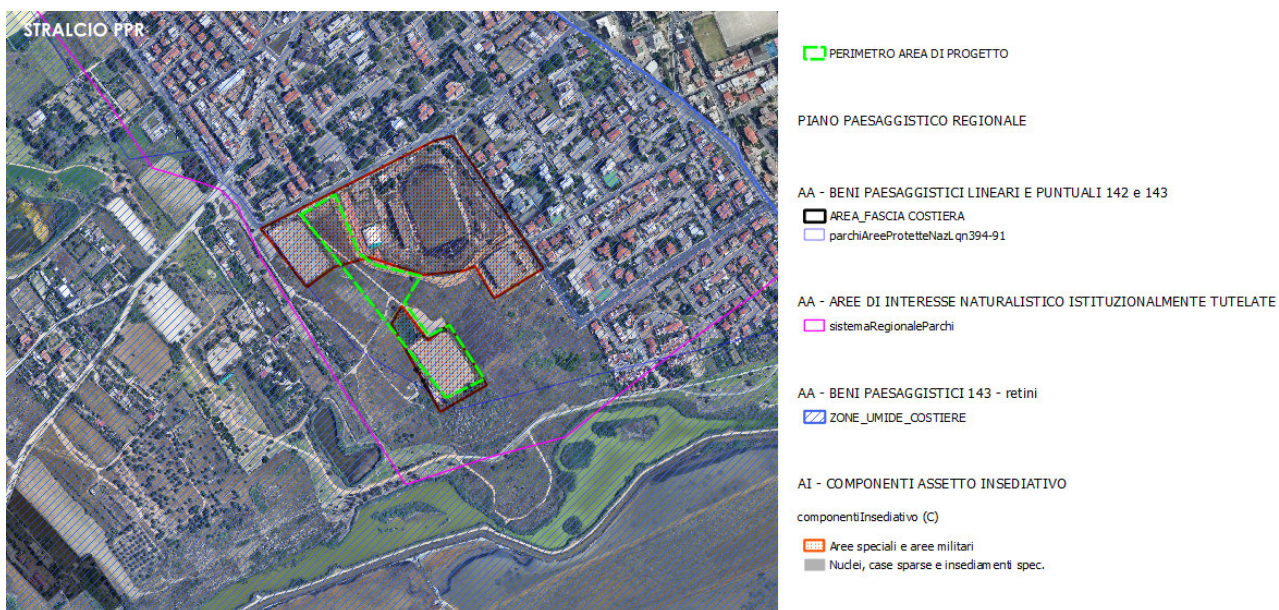 STRALCIO PPR
PERIMETRO AREA DI PROGETTO
PIANO PAESAGGISTICO REGIONALE
AA - BENI PAESAGGISTICI LINEARI E PUNTUALI 142 e 143
AREA_FASCIA COSTIERA
parchiAreeProtetteNazLqn394-91
AA - AREE DI INTERESSE NATURALISTICO ISTITUZIONALMENTE TUTELATE
sistemaRegionaleParchi
AA - BENI PAESAGGISTICI 143 - retini
ZONE_UMIDE_COSTIERE
AI - COMPONENTI ASSETTO INSEDIATIVO
componentiInsediativo (C)
Aree speciali e aree militari
Nuclei, case sparse e insediamenti spec.